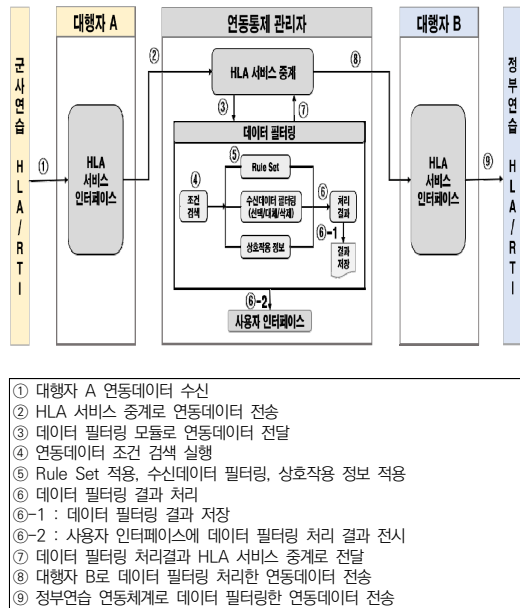 대행자 A
연동통제 관리자
대행자 B
군사연습 HLA/RTI
정부연습 HLA/RTI
①
②
HLA 서비스 중계
⑧
③
⑦
HLA
서비스
인터페이스
데이터 필터링
⑤
Rule Set
④
조건
검색
수신데이터 필터링
(선택/대체/삭제)
⑥
처리
결과
⑥-1
결과
저장
상호작용 정보
⑥-2
사용자 인터페이스
HLA
서비스
인터페이스
⑨
① 대행자 A 연동데이터 수신
② HLA 서비스 중계로 연동데이터 전송
③ 데이터 필터링 모듈로 연동데이터 전달
④ 연동데이터 조건 검색 실행
⑤ Rule Set 적용, 수신데이터 필터링, 상호작용 정보 적용
⑥ 데이터 필터링 결과 처리
⑥-1 : 데이터 필터링 결과 저장
⑥-2 : 사용자 인터페이스에 데이터 필터링 처리 결과 전시
⑦ 데이터 필터링 처리결과 HLA 서비스 중계로 전달
⑧ 대행자 B로 데이터 필터링 처리한 연동데이터 전송
⑨ 정부연습 연동체계로 데이터 필터링한 연동데이터 전송